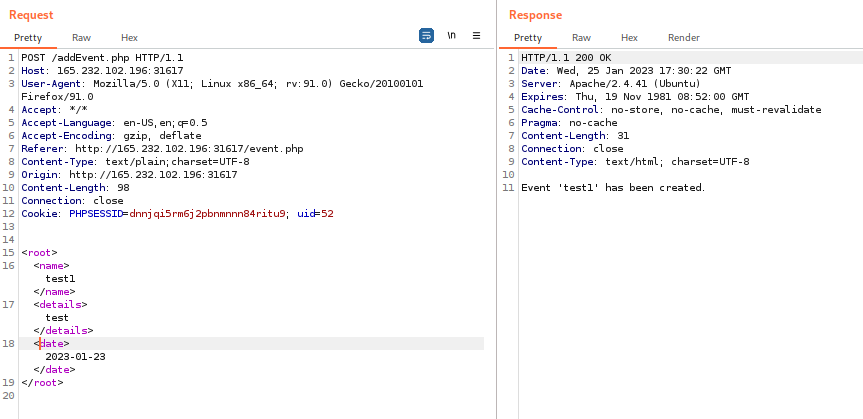 Request
Pretty Raw Hex
\n
1 POST /addEvent.php HTTP/1.1
2 Host: 165.232.102.196:31617
3 User-Agent: Mozilla/5.0 (X11; Linux x86_64; rv:91.0) Gecko/20100101
Firefox/91.0
4 Accept: */*
5 Accept-Language: en-US,en;q=0.5
6 Accept-Encoding: gzip, deflate
7 Referer: http://165.232.102.196:31617/event.php
8 Content-Type: text/plain;charset=UTF-8
9 Origin: http://165.232.102.196:31617
10 Content-Length: 98
11 Connection: close
12 Cookie: PHPSESSID=dnnjqi5rm6j2pbnmnnn84ritu9; uid=52
13
14
15 <root>
16 <name>
test1
</name>
17 <details>
test
</details>
18 <date>
2023-01-23
</date>
19 </root>
20
Response
Pretty Raw Hex Render
1 HTTP/1.1 200 OK
2 Date: Wed, 25 Jan 2023 17:30:22 GMT
3 Server: Apache/2.4.41 (Ubuntu)
4 Expires: Thu, 19 Nov 1981 08:52:00 GMT
5 Cache-Control: no-store, no-cache, must-revalidate
6 Pragma: no-cache
7 Content-Length: 31
8 Connection: close
9 Content-Type: text/html; charset=UTF-8
10
11 Event 'test1' has been created.